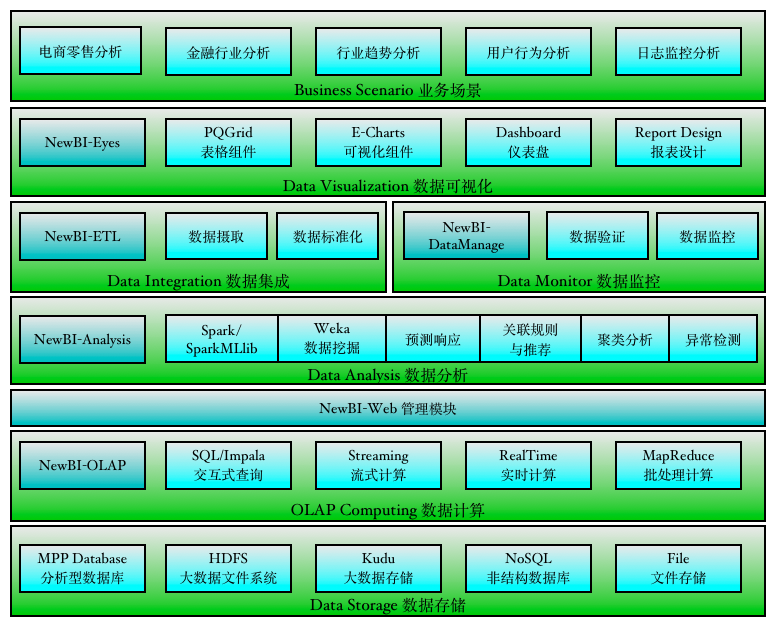 电商零售分析
金融行业分析
行业趋势分析
用户行为分析
日志监控分析
Business Scenario 业务场景
NewBI-Eyes
PQGrid
表格组件
E-Charts
可视化组件
Dashboard
仪表盘
Report Design
报表设计
Data Visualization 数据可视化
NewBI-ETL
数据摄取
数据标准化
Data Integration 数据集成
NewBI-
DataManage
数据验证
数据监控
Data Monitor 数据监控
NewBI-Analysis
Spark/
SparkMLlib
Weka
数据挖掘
预测响应
关联规则
与推荐
聚类分析
异常检测
Data Analysis 数据分析
NewBI-Web 管理模块
NewBI-OLAP
SQL/Impala
交互式查询
Streaming
流式计算
RealTime
实时计算
MapReduce
批处理计算
OLAP Computing 数据计算
MPP Database
分析型数据库
HDFS
大数据文件系统
Kudu
大数据存储
NoSQL
非结构数据库
File
文件存储
Data Storage 数据存储